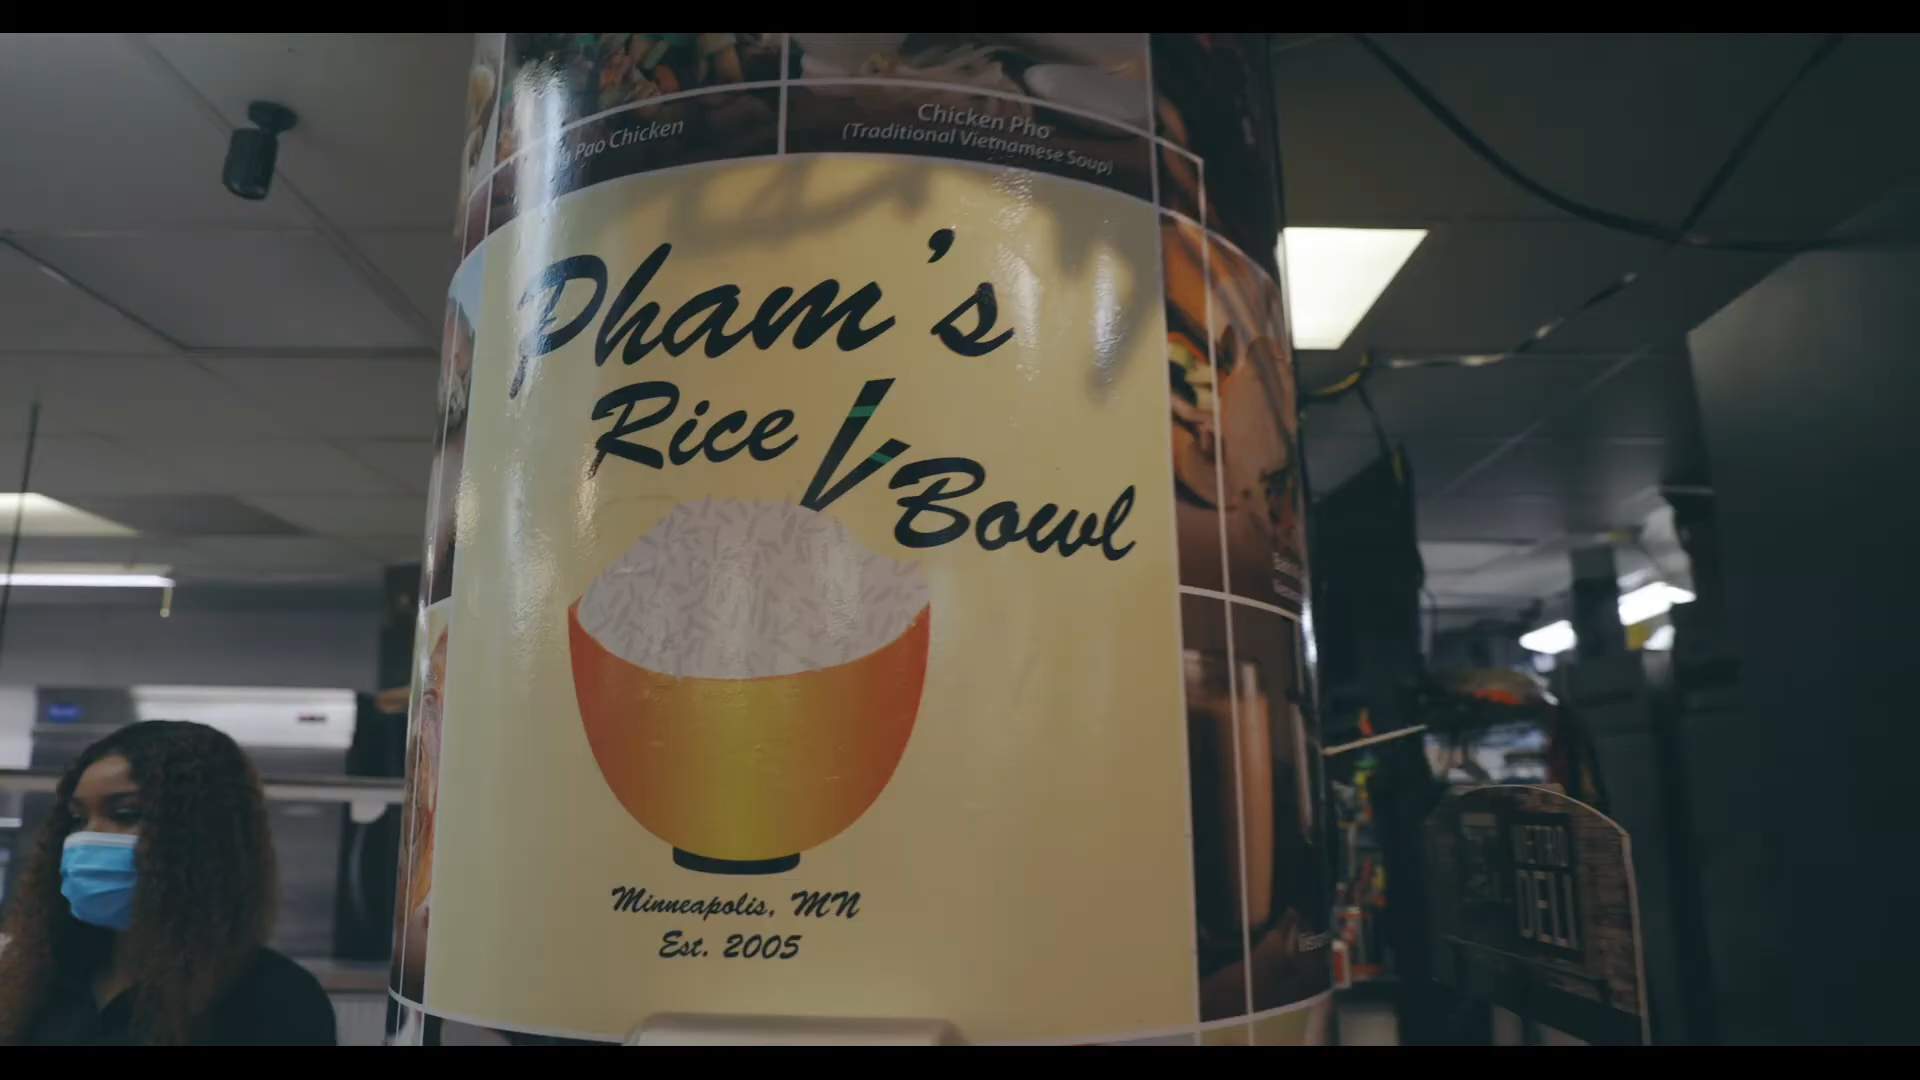 Pao Chicken
Chicken Pho
(Traditional Vietnamese Soup)
Pham's
Rice
Bowl
Minneapolis, MN
Est. 2005
DELI